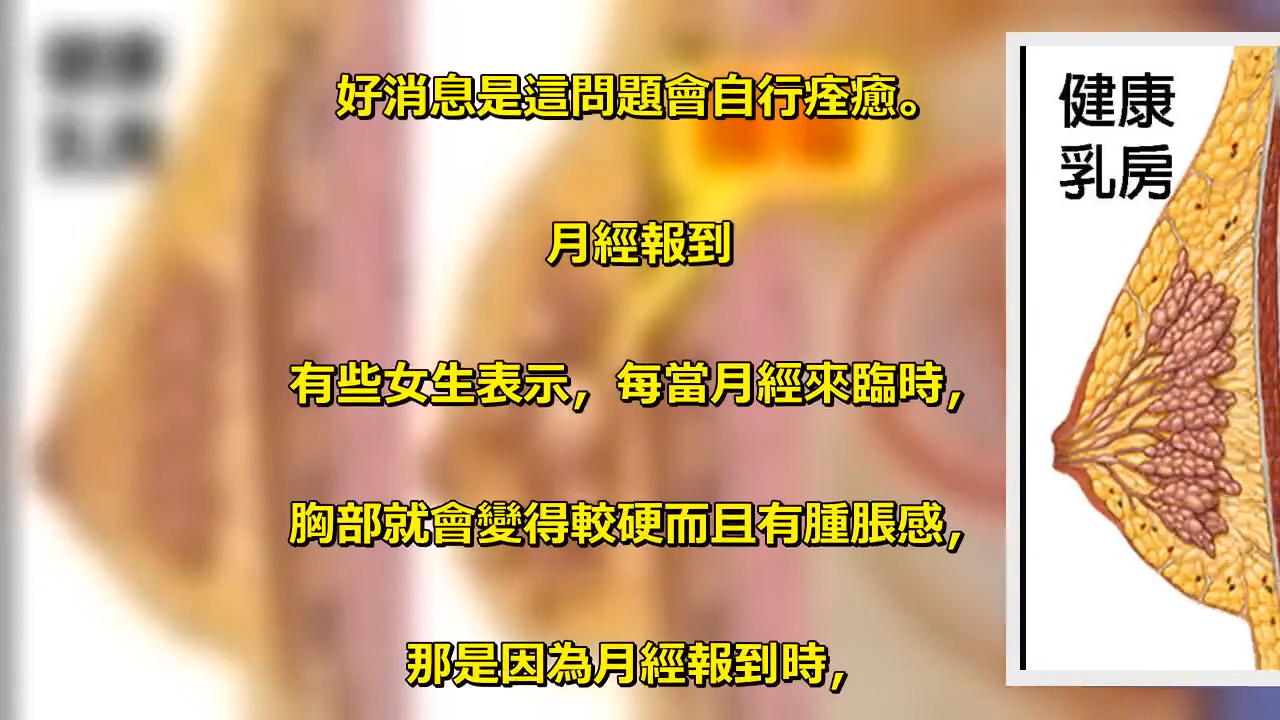 好消息是這問題會自行痊癒。
月經報到
有些女生表示，每當月經來臨時，
胸部就會變得較硬而且有腫脹感，
那是因為月經報到時，
健康
乳房